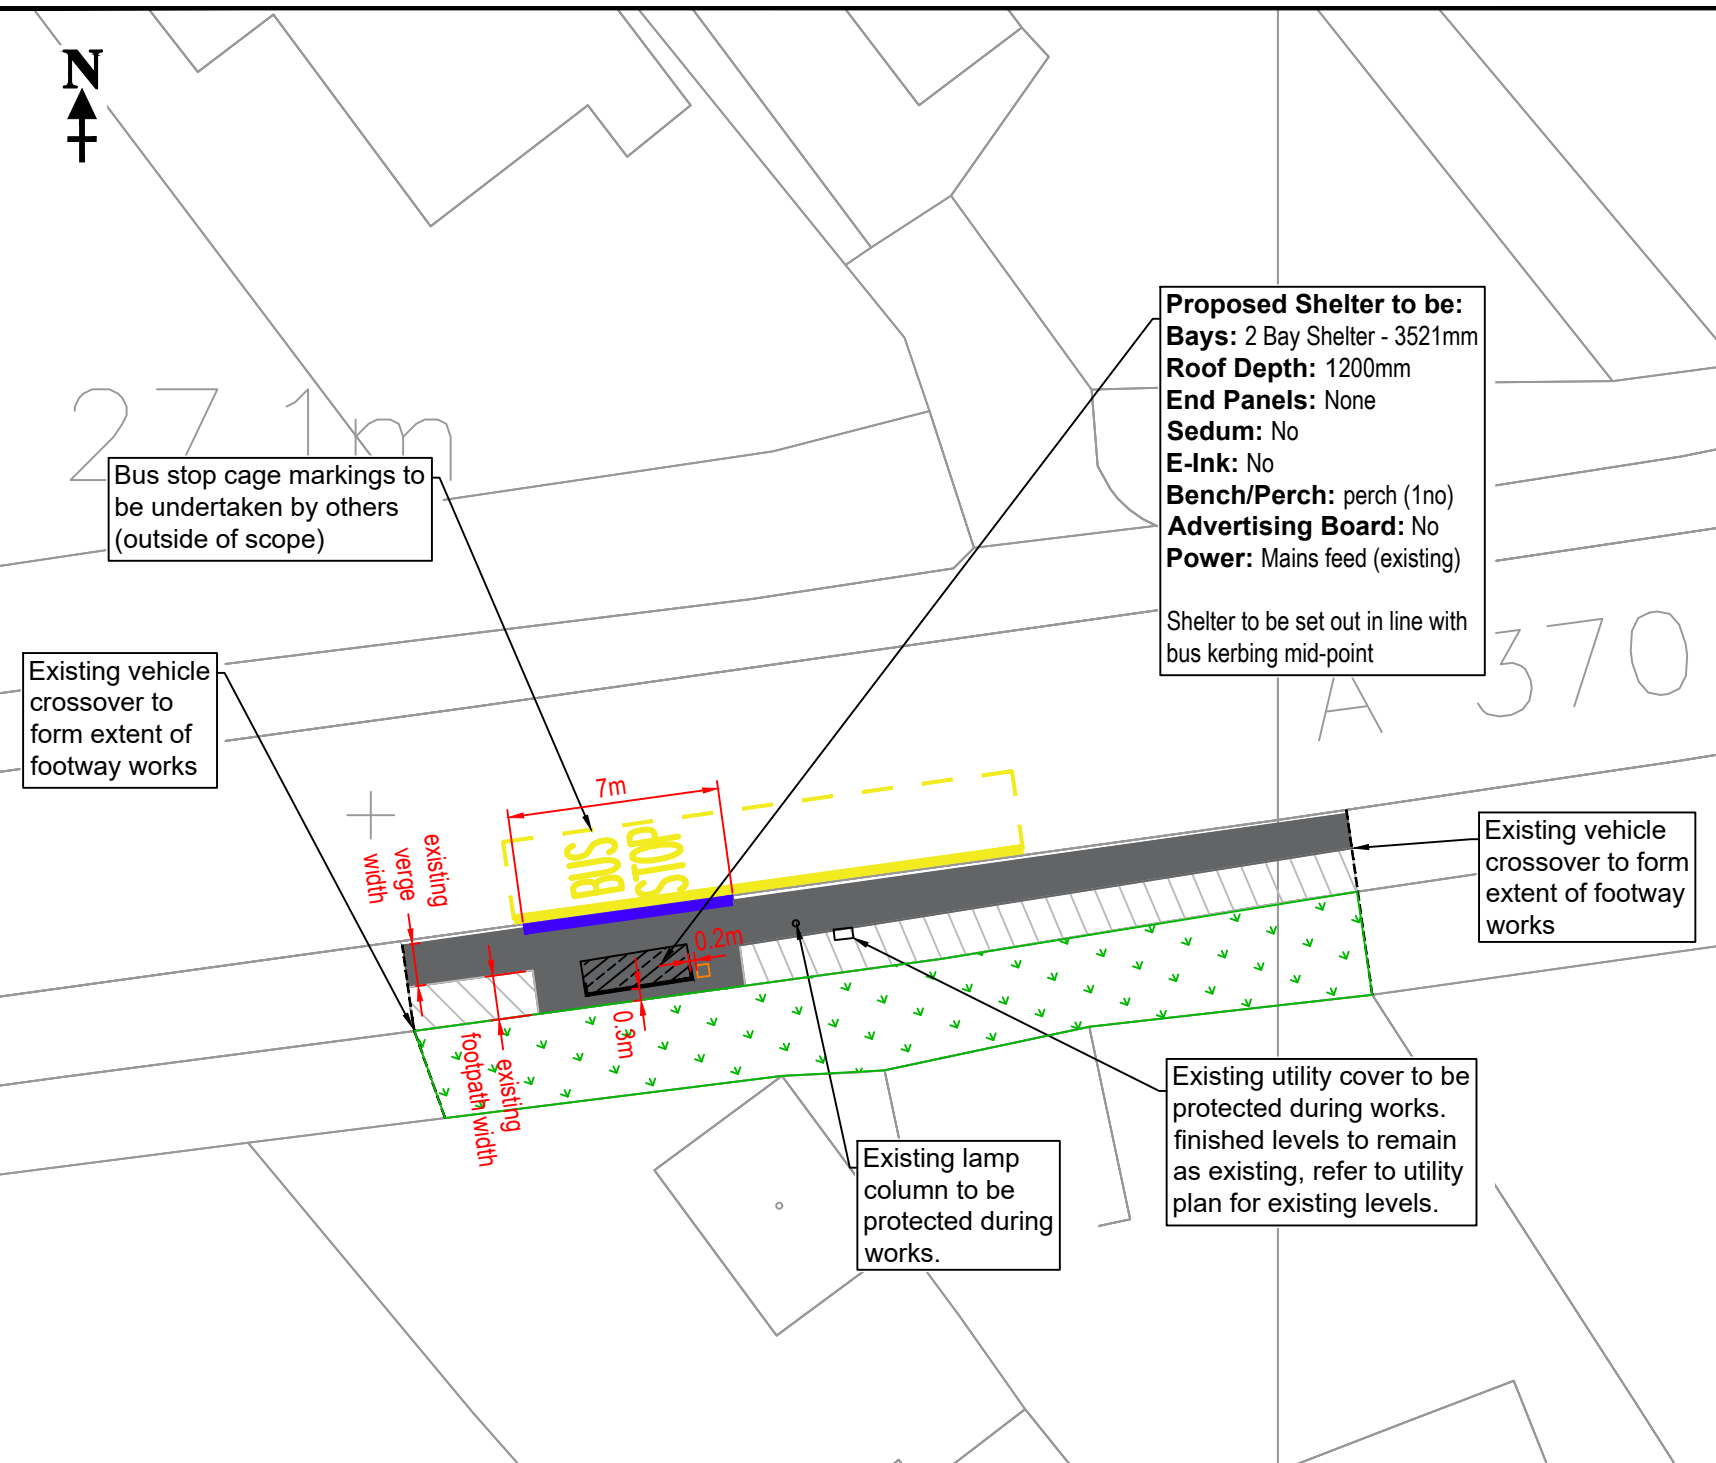 N
27.1m
Bus stop cage markings to
be undertaken by others
(outside of scope)
Proposed Shelter to be:
Bays: 2 Bay Shelter - 3521mm
Roof Depth: 1200mm
End Panels: None
Sedum: No
E-Ink: No
Bench/Perch: perch (1no)
Advertising Board: No
Power: Mains feed (existing)
Shelter to be set out in line with
bus kerbing mid-point
A 370
Existing vehicle
crossover to
form extent of
footway works
7m
BUS
STOP
existing
verge
width
0.2m
0.3m
existing
footpath width
Existing vehicle
crossover to form
extent of footway
works
Existing lamp
column to be
protected during
works.
Existing utility cover to be
protected during works.
finished levels to remain
as existing, refer to utility
plan for existing levels.